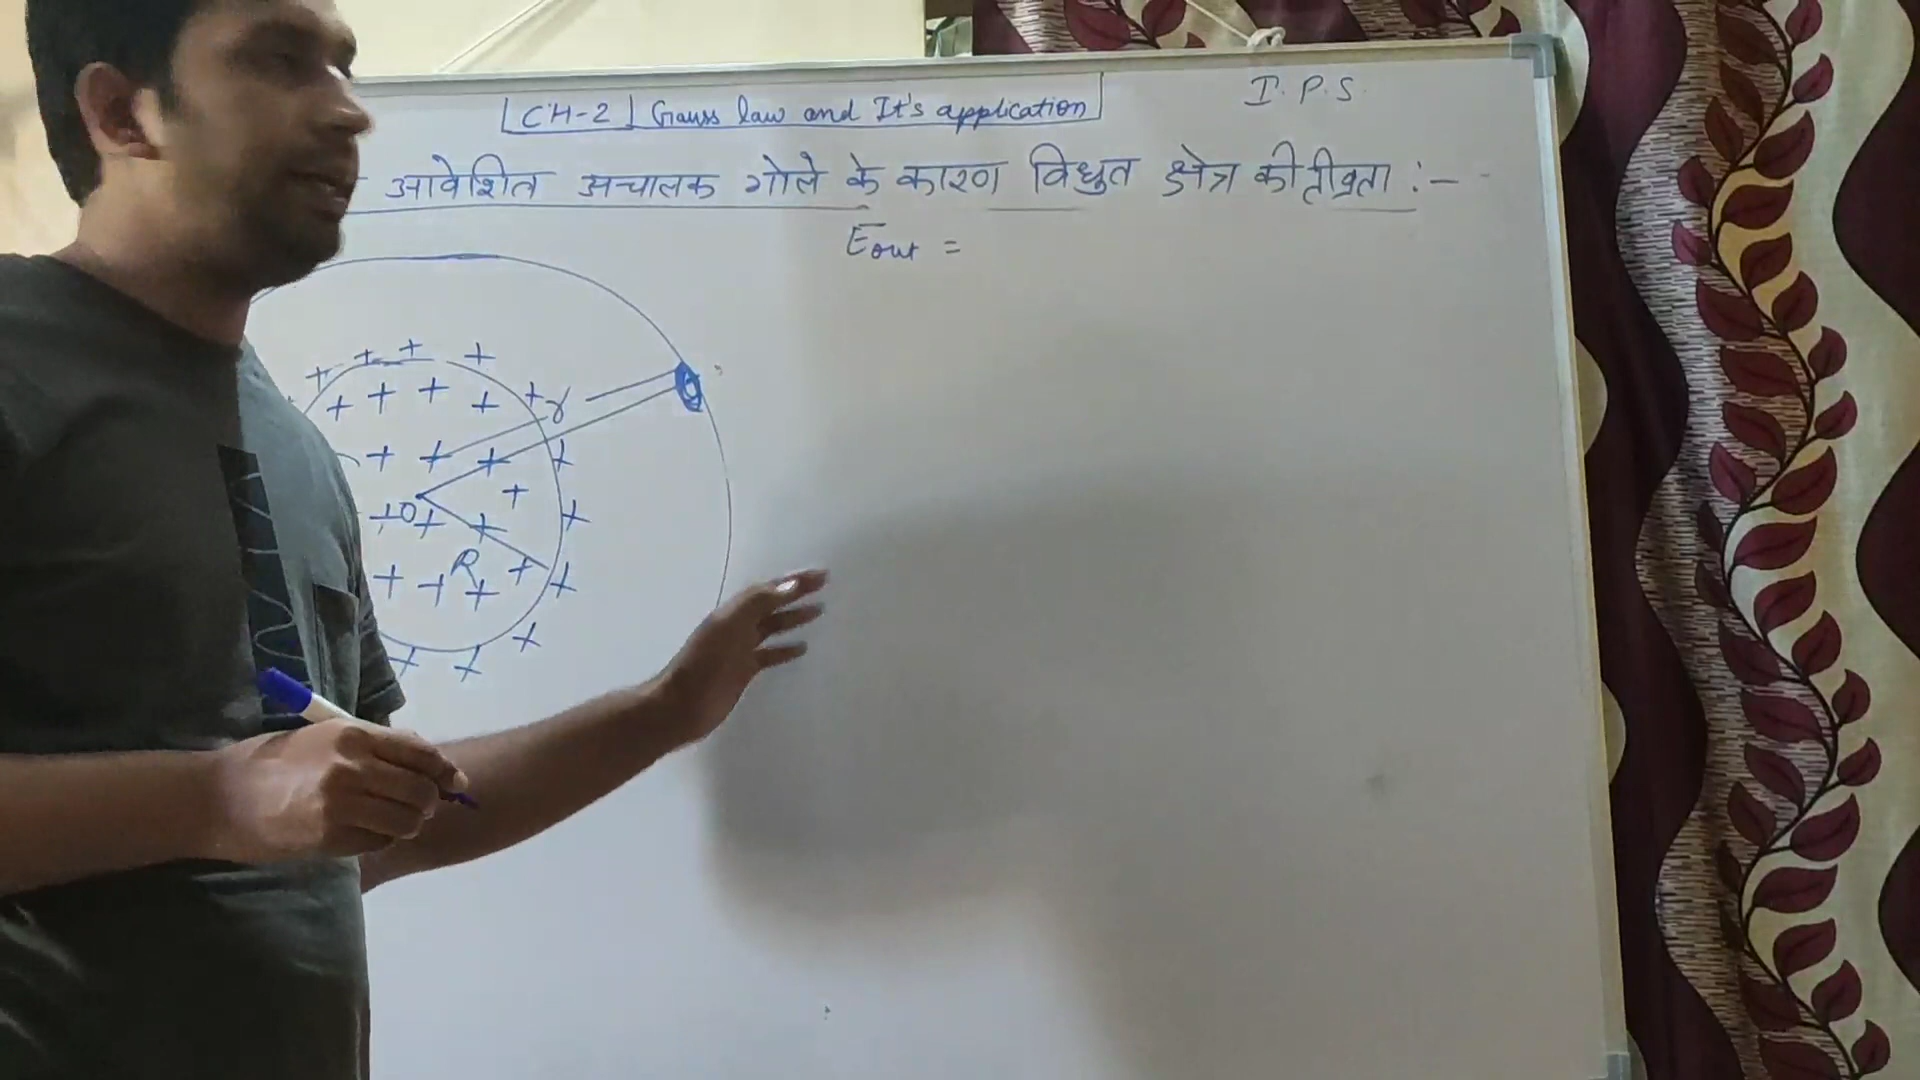 CH-2 Gauss law and It's application
I.P.S.
आवेशित अचालक गोले के कारण विधुत क्षेत्र की तीव्रता :-
Eout =
r
O
R